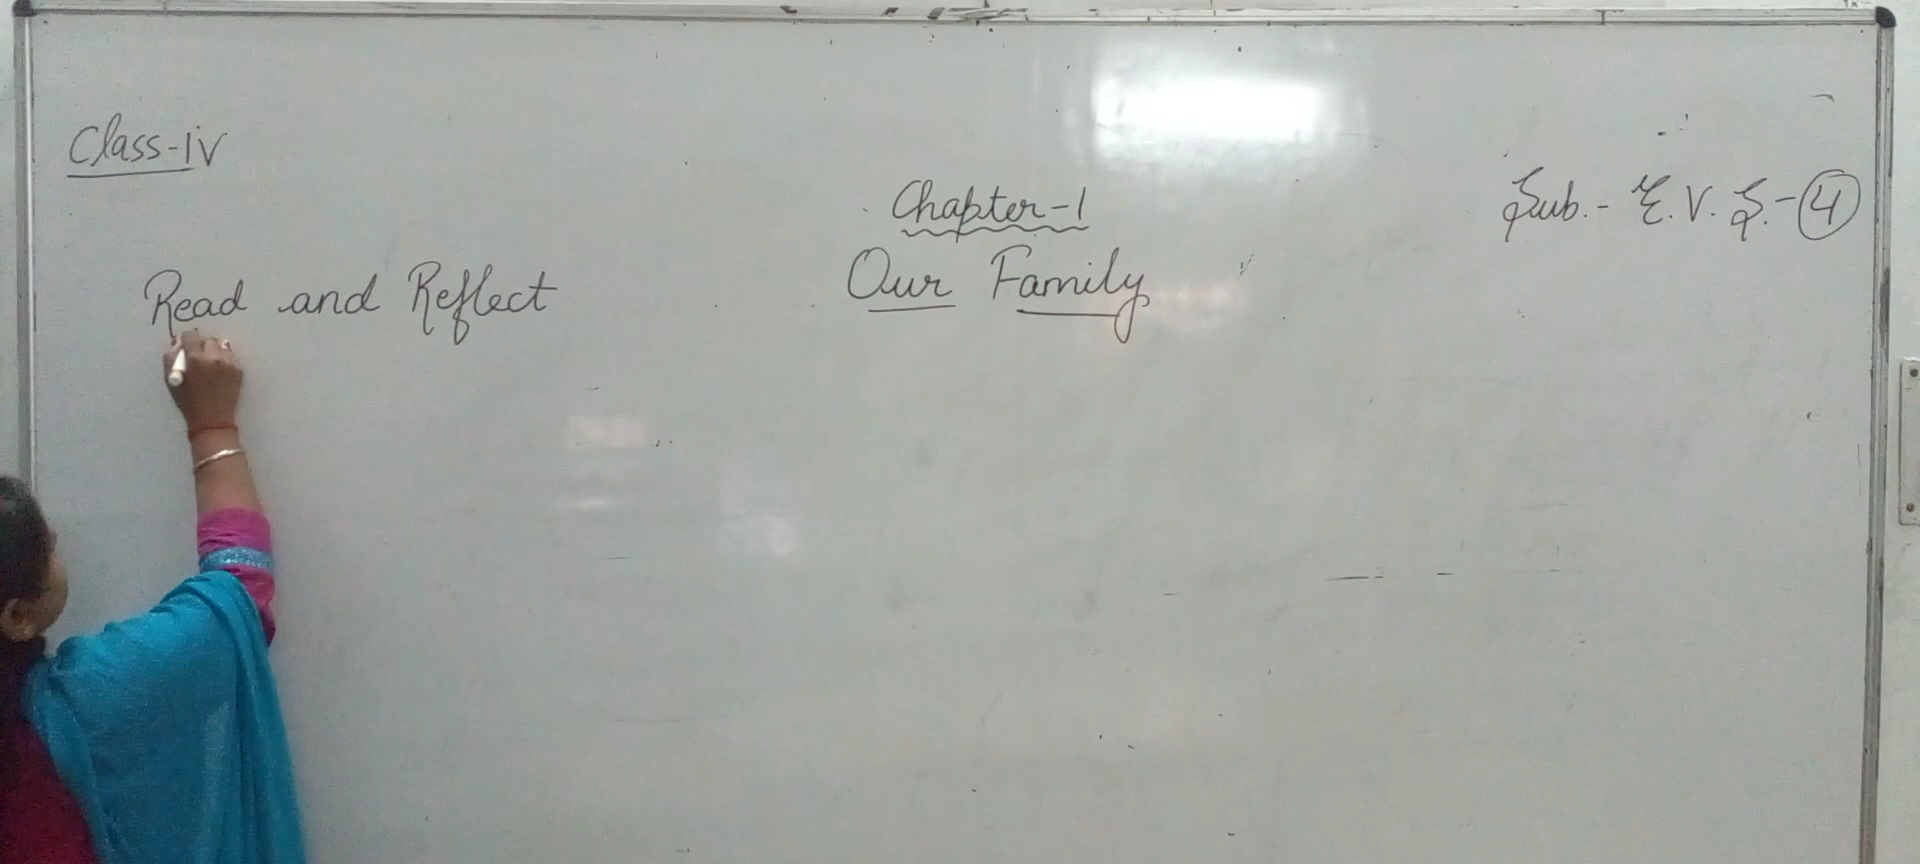 Class-iv
Chapter-1
Sub.- E.V.S.-4
Our Family
Read and Reflect